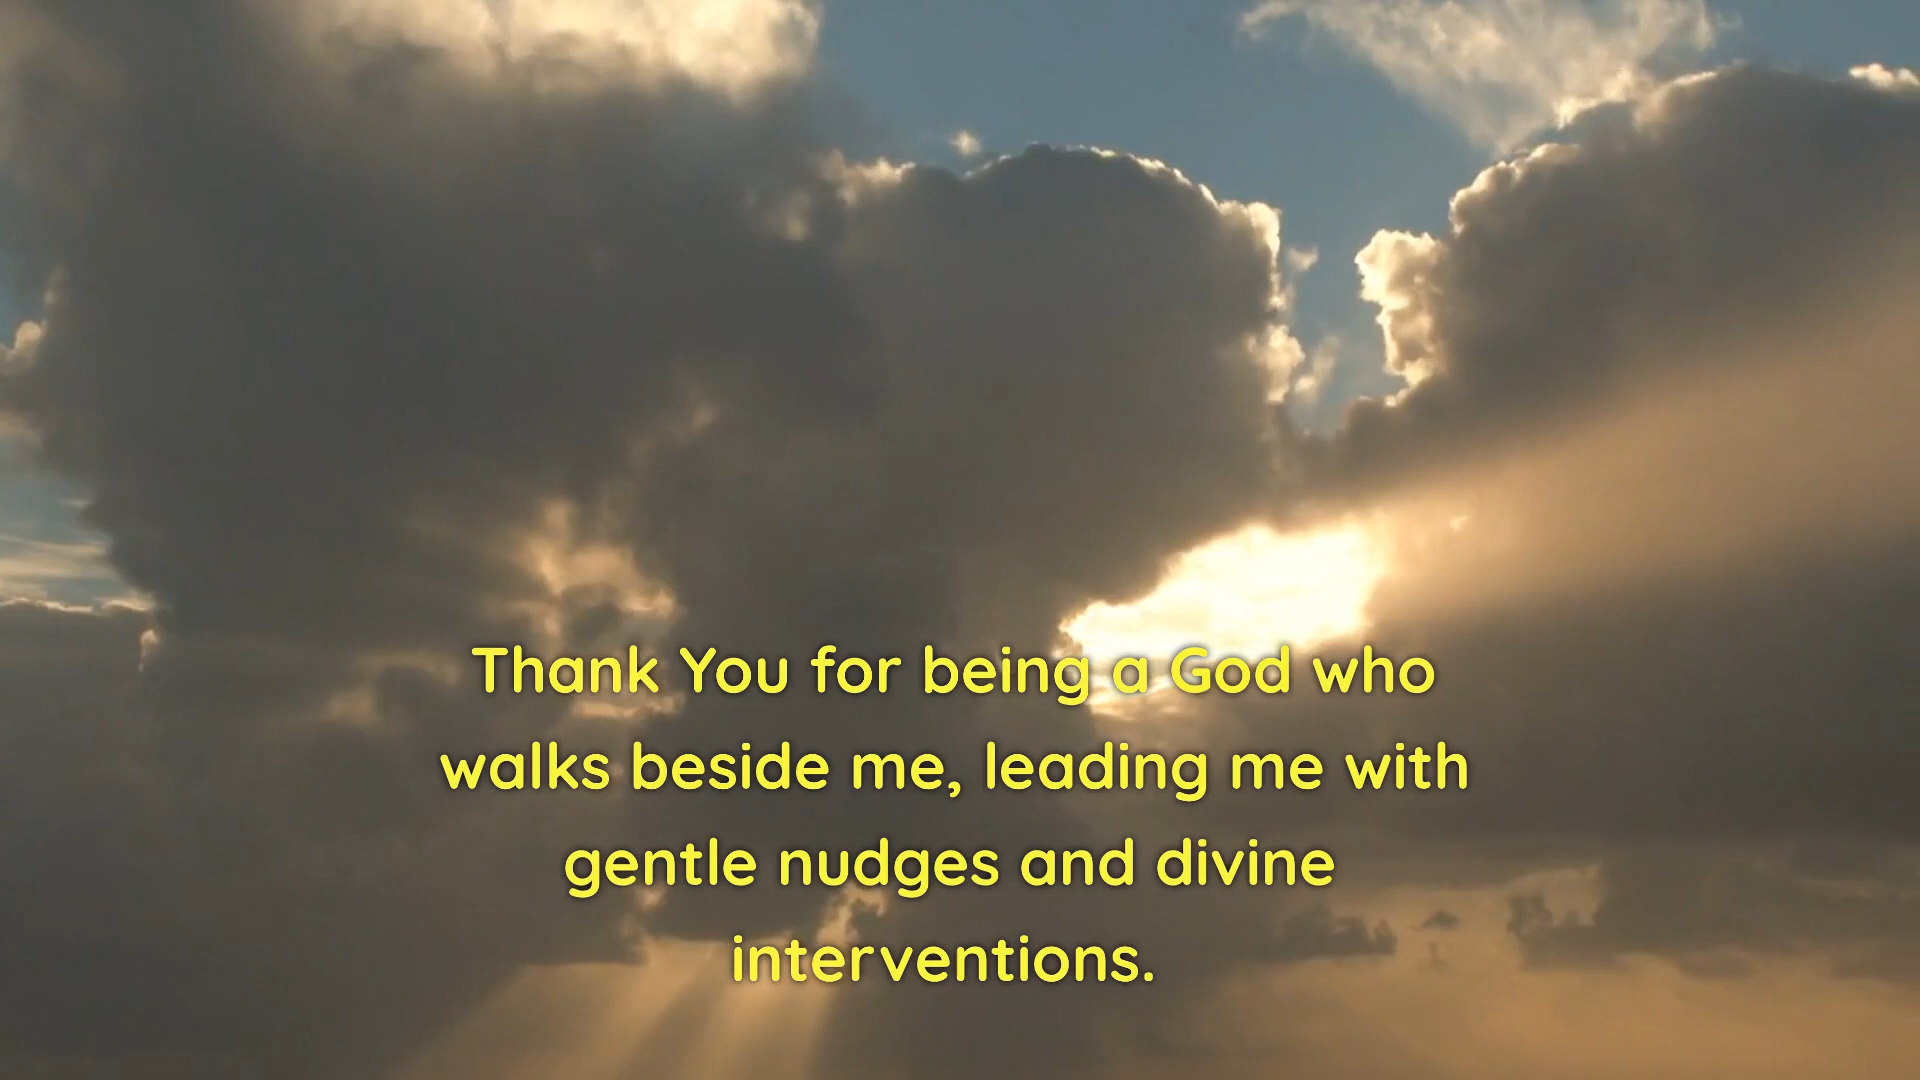 Thank You for being a God who
walks beside me, leading me with
gentle nudges and divine
interventions.